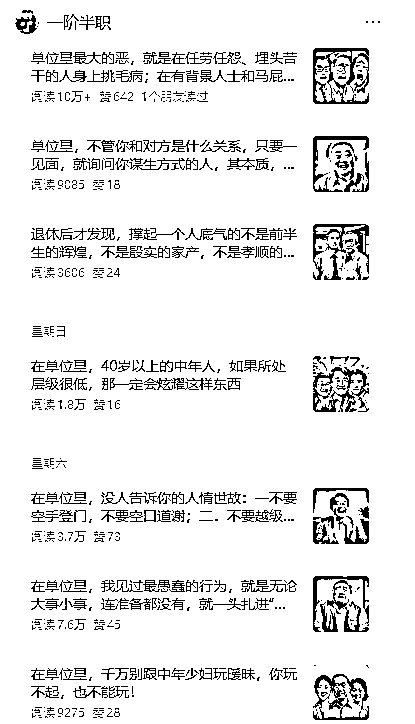 一阶半职
单位里最大的恶，就是在任劳任怨、埋头苦
干的人身上挑毛病；在有背景人士和马屁...
阅读10万+ 赞642 1个朋友读过
单位里，不管你和对方是什么关系，只要一
见面，就询问你谋生方式的人，其本质，...
阅读9085 赞18
退休后才发现，撑起一个人底气的不是前半
生的辉煌，不是殷实的家产，不是孝顺的...
阅读3606 赞24
星期日
在单位里，40岁以上的中年人，如果所处
层级很低，那一定会炫耀这样东西
阅读1.8万 赞16
星期六
在单位里，没人告诉你的人情世故：一不要
空手登门，不要空口道谢；二．不要越级...
阅读3.7万 赞73
在单位里，我见过最愚蠢的行为，就是无论
大事小事，连准备都没有，就一头扎进“...
阅读7.6万 赞45
在单位里，千万别跟中年少妇玩暧昧，你玩
不起，也不能玩！
阅读9275 赞28